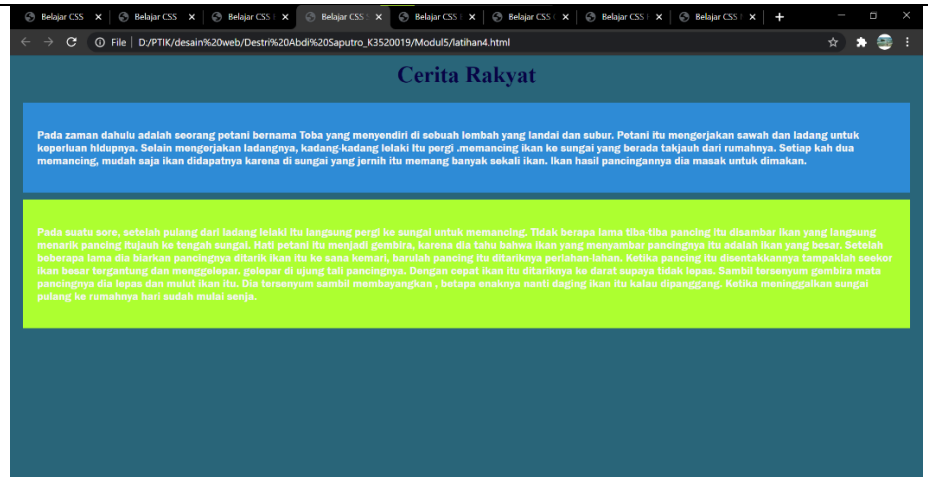 Belajar CSS Belajar CSS Belajar CSS Belajar CSS Belajar CSS Belajar CSS Belajar CSS Belajar CSS
File D:/PTIK/desain%20web/Destri%20Abdi%20Saputro_K3520019/Modul5/latihan4.html
Cerita Rakyat
Pada zaman dahulu adalah seorang petani bernama Toba yang menyendiri di sebuah lembah yang landai dan subur. Petani itu mengerjakan sawah dan ladang untuk
keperluan hidupnya. Selain mengerjakan ladangnya, kadang-kadang lelaki itu pergi .memancing ikan ke sungai yang berada takjauh dari rumahnya. Setiap kah dua
memancing, mudah saja ikan didapatnya karena di sungai yang jernih itu memang banyak sekali ikan. Ikan hasil pancingannya dia masak untuk dimakan.
Pada suatu sore, setelah pulang dari ladang lelaki itu langsung pergi ke sungai untuk memancing. Tidak berapa lama tiba-tiba pancing itu disambar ikan yang langsung
menarik pancing itujauh ke tengah sungai. Hati petani itu menjadi gembira, karena dia tahu bahwa ikan yang menyambar pancingnya itu adalah ikan yang besar. Setelah
beberapa lama dia biarkan pancingnya ditarik ikan itu ke sana kemari, barulah pancing itu ditariknya perlahan-lahan. Ketika pancing itu disentakkannya tampaklah seekor
ikan besar tergantung dan menggelepar. gelepar di ujung tali pancingnya. Dengan cepat ikan itu ditariknya ke darat supaya tidak lepas. Sambil tersenyum gembira mata
pancingnya dia lepas dan mulut ikan itu. Dia tersenyum sambil membayangkan , betapa enaknya nanti daging ikan itu kalau dipanggang. Ketika meninggalkan sungai
pulang ke rumahnya hari sudah mulai senja.